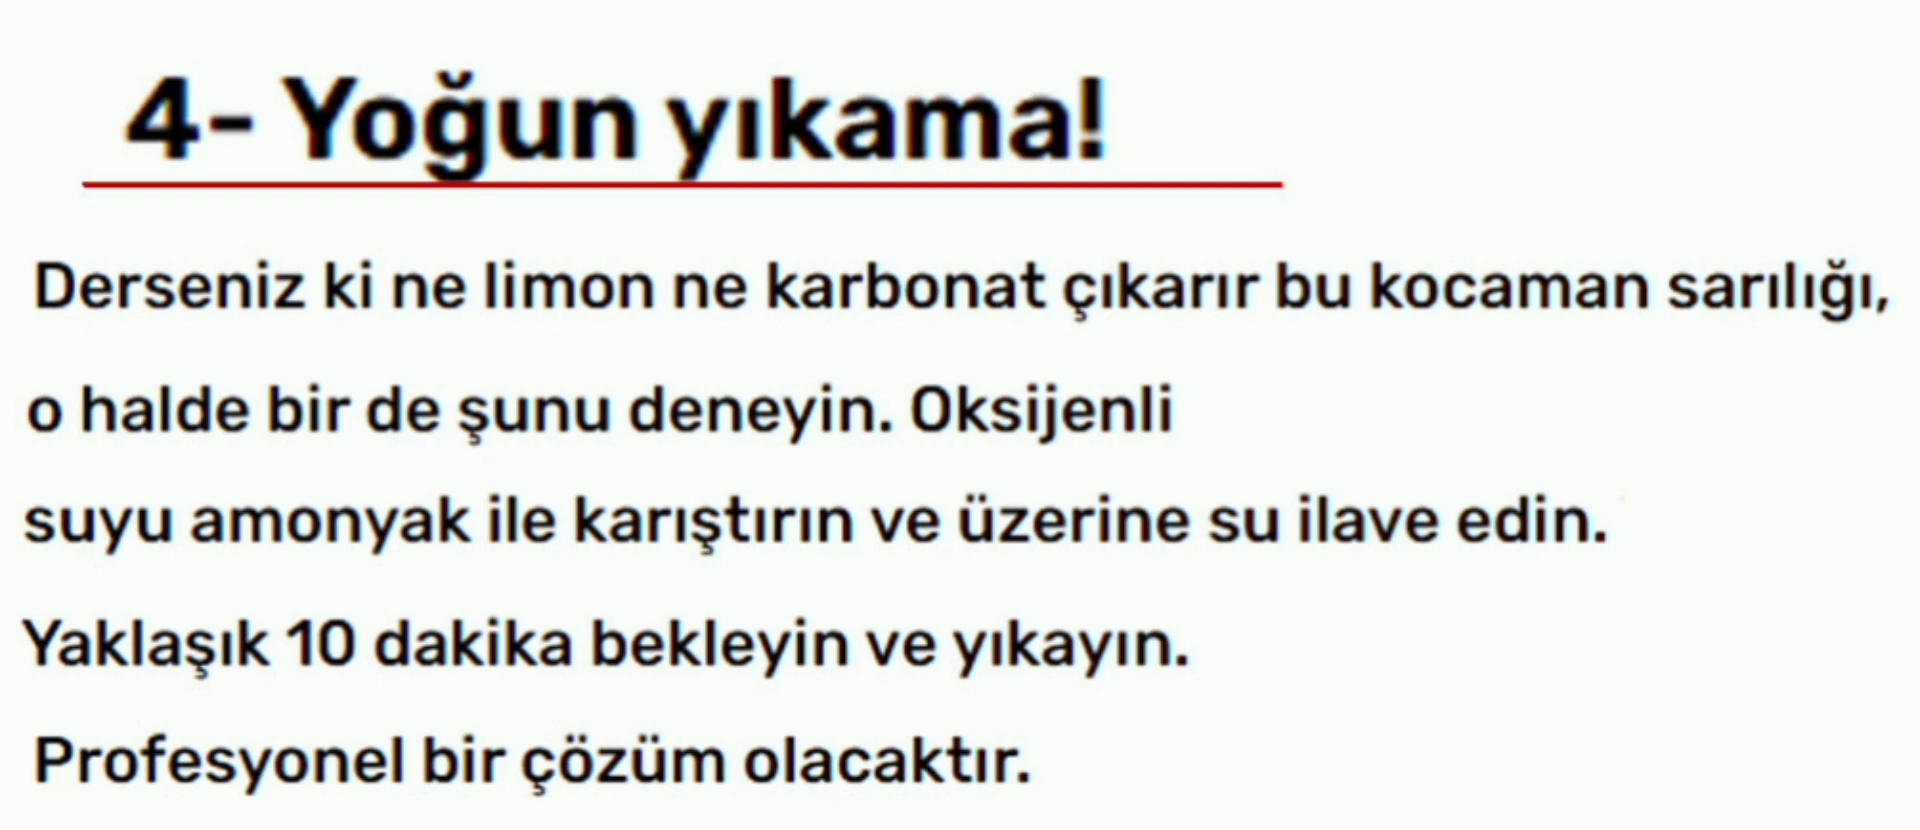 4- Yoğun yıkama!
Derseniz ki ne limon ne karbonat çıkarır bu kocaman sarılığı,
o halde bir de şunu deneyin. Oksijenli
suyu amonyak ile karıştırın ve üzerine su ilave edin.
Yaklaşık 10 dakika bekleyin ve yıkayın.
Profesyonel bir çözüm olacaktır.